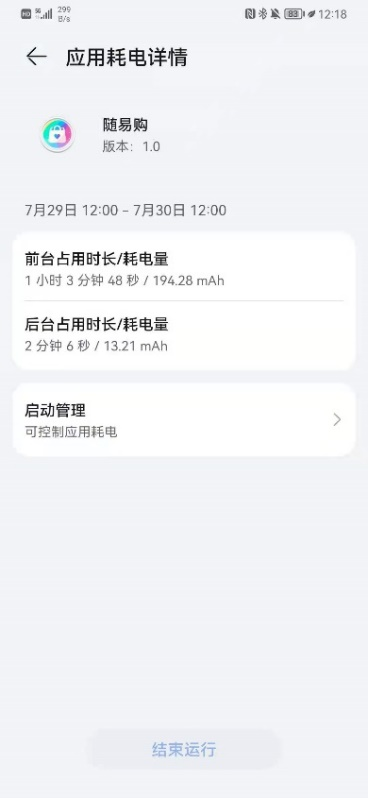 HD 5G 299 B/s 83 12:18
应用耗电详情
随易购
版本：1.0
7月29日 12:00 – 7月30日 12:00
前台占用时长/耗电量
1 小时 3 分钟 48 秒 / 194.28 mAh
后台占用时长/耗电量
2 分钟 6 秒 / 13.21 mAh
启动管理
可控制应用耗电
结束运行